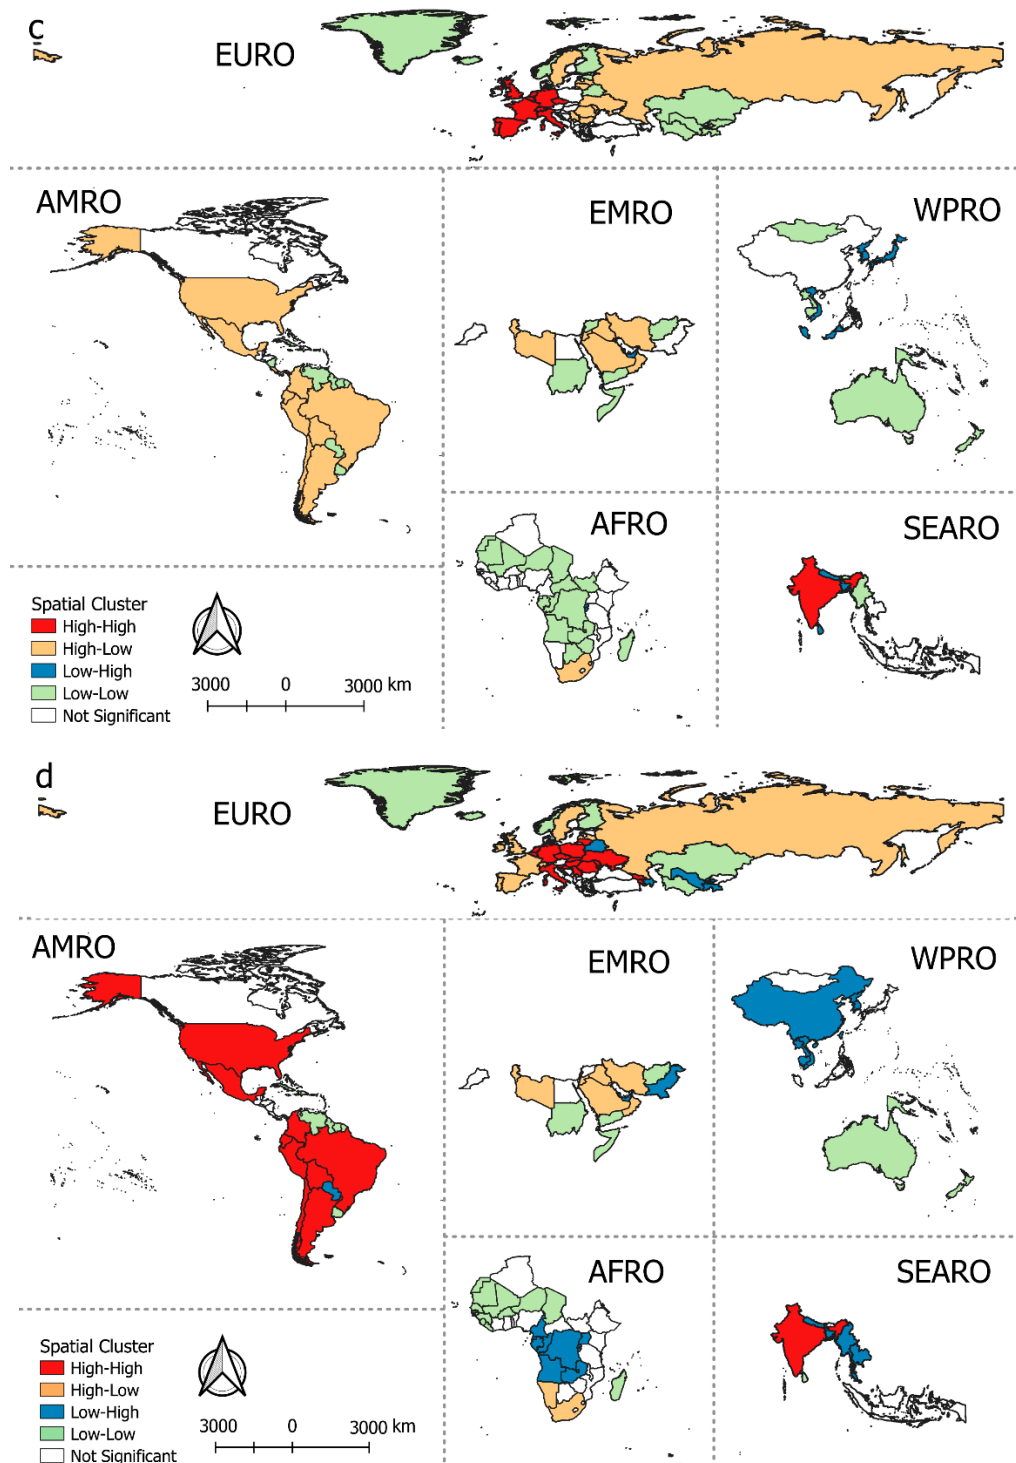 c
EURO
AMRO
EMRO
WPRO
AFRO
SEARO
Spatial Cluster
High-High
High-Low
Low-High
Low-Low
Not Significant
3000 0 3000 km
d
EURO
AMRO
EMRO
WPRO
AFRO
SEARO
Spatial Cluster
High-High
High-Low
Low-High
Low-Low
Not Significant
3000 0 3000 km